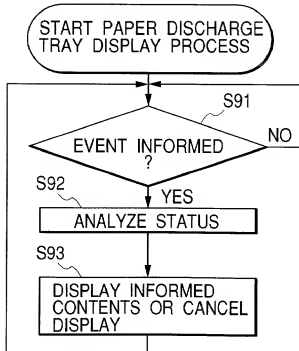 START PAPER DISCHARGE
TRAY DISPLAY PROCESS
S91
EVENT INFORMED
?
NO
YES
S92
ANALYZE STATUS
S93
DISPLAY INFORMED
CONTENTS OR CANCEL
DISPLAY